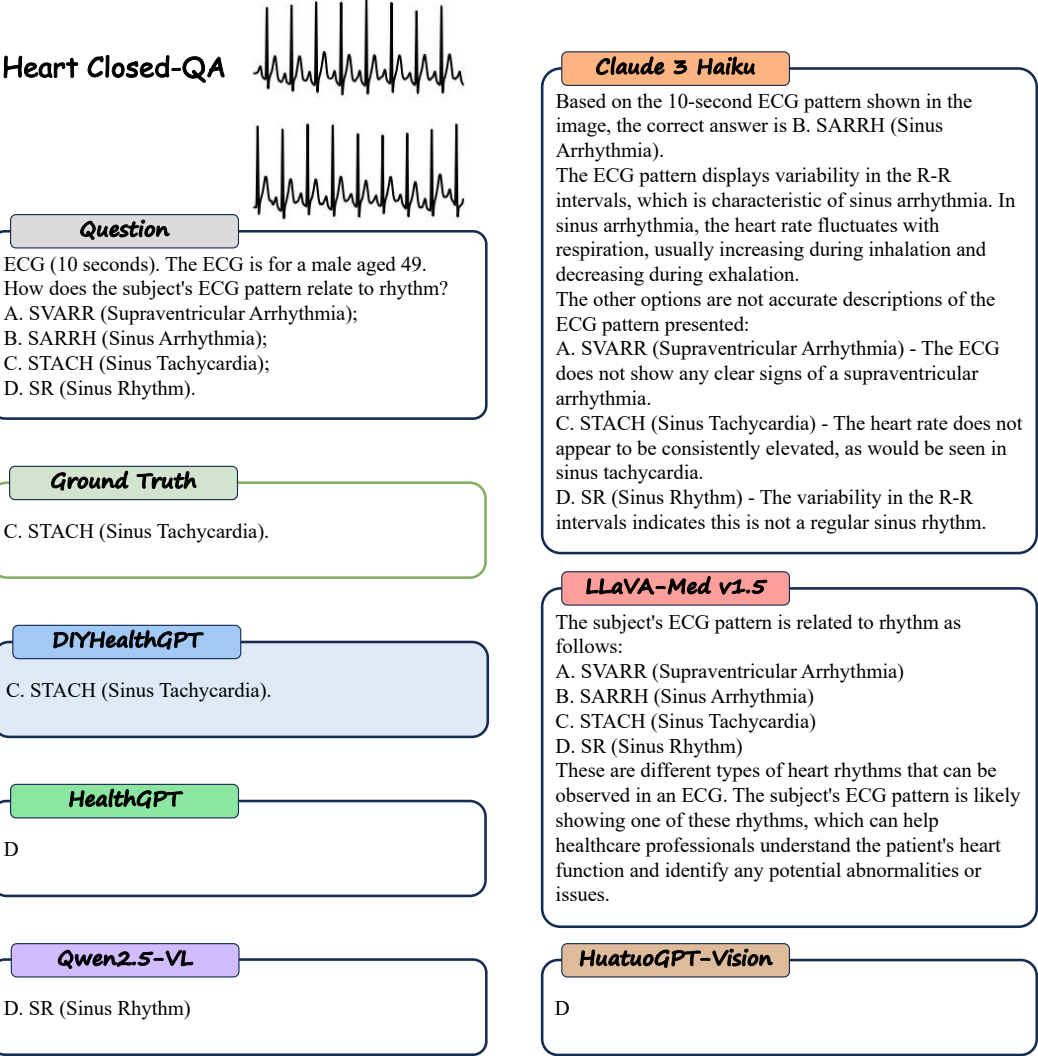 Heart Closed-QA
Question
ECG (10 seconds). The ECG is for a male aged 49.
How does the subject's ECG pattern relate to rhythm?
A. SVARR (Supraventricular Arrhythmia);
B. SARRH (Sinus Arrhythmia);
C. STACH (Sinus Tachycardia);
D. SR (Sinus Rhythm).
Ground Truth
C. STACH (Sinus Tachycardia).
DIYHealthGPT
C. STACH (Sinus Tachycardia).
HealthGPT
D
Qwen2.5-VL
D. SR (Sinus Rhythm)
Claude 3 Haiku
Based on the 10-second ECG pattern shown in the
image, the correct answer is B. SARRH (Sinus
Arrhythmia).
The ECG pattern displays variability in the R-R
intervals, which is characteristic of sinus arrhythmia. In
sinus arrhythmia, the heart rate fluctuates with
respiration, usually increasing during inhalation and
decreasing during exhalation.
The other options are not accurate descriptions of the
ECG pattern presented:
A. SVARR (Supraventricular Arrhythmia) - The ECG
does not show any clear signs of a supraventricular
arrhythmia.
C. STACH (Sinus Tachycardia) - The heart rate does not
appear to be consistently elevated, as would be seen in
sinus tachycardia.
D. SR (Sinus Rhythm) - The variability in the R-R
intervals indicates this is not a regular sinus rhythm.
LLaVA-Med v1.5
The subject's ECG pattern is related to rhythm as
follows:
A. SVARR (Supraventricular Arrhythmia)
B. SARRH (Sinus Arrhythmia)
C. STACH (Sinus Tachycardia)
D. SR (Sinus Rhythm)
These are different types of heart rhythms that can be
observed in an ECG. The subject's ECG pattern is likely
showing one of these rhythms, which can help
healthcare professionals understand the patient's heart
function and identify any potential abnormalities or
issues.
HuatuoGPT-Vision
D